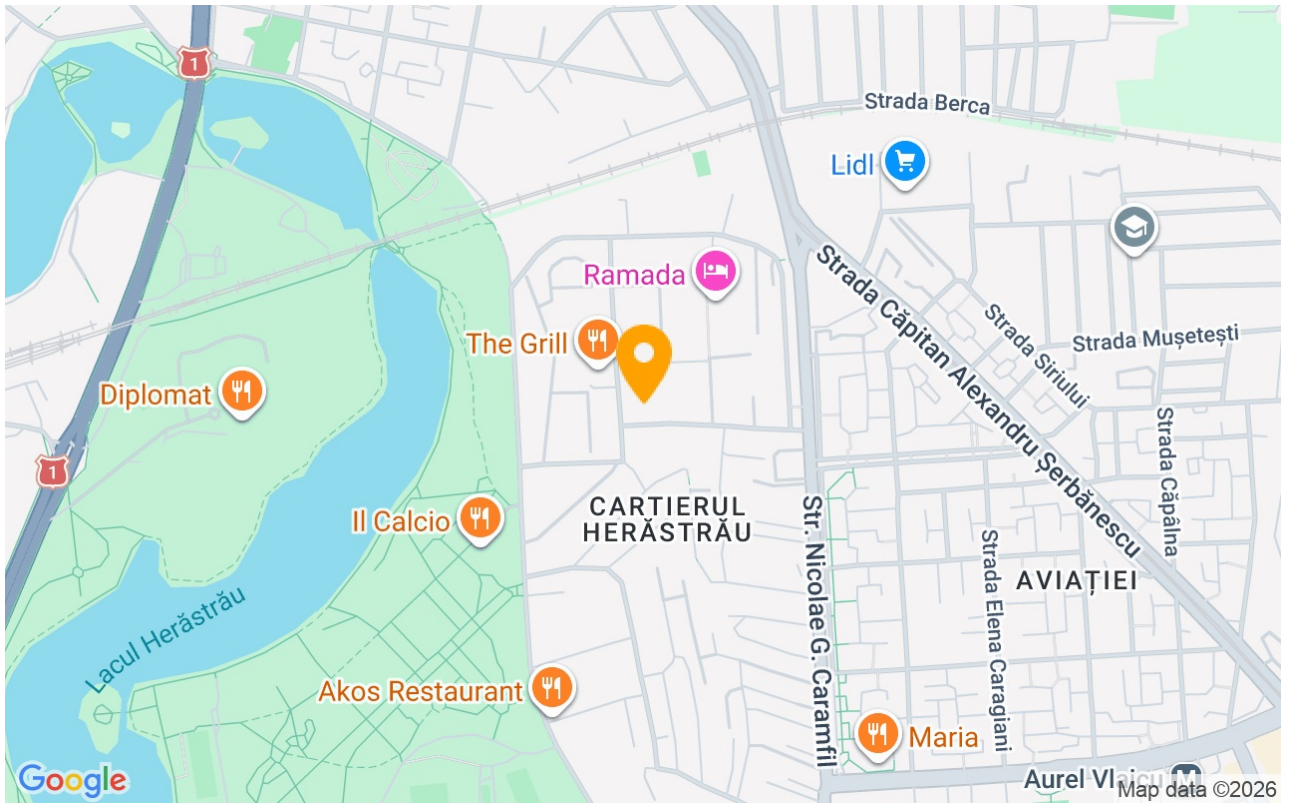 1
Strada Berca
Lidl
Ramada
Strada Căpitan Alexandru Șerbănescu
Strada Siriului
Strada Mușetești
The Grill
Diplomat
1
Strada Căpâlna
CARTIERUL
HERĂSTRĂU
Il Calcio
Str. Nicolae G. Caramfil
Strada Elena Caragiani
AVIAȚIEI
Lacul Herăstrău
Akos Restaurant
Maria
Google
Aurel Vlaicu
M
Map data ©2026